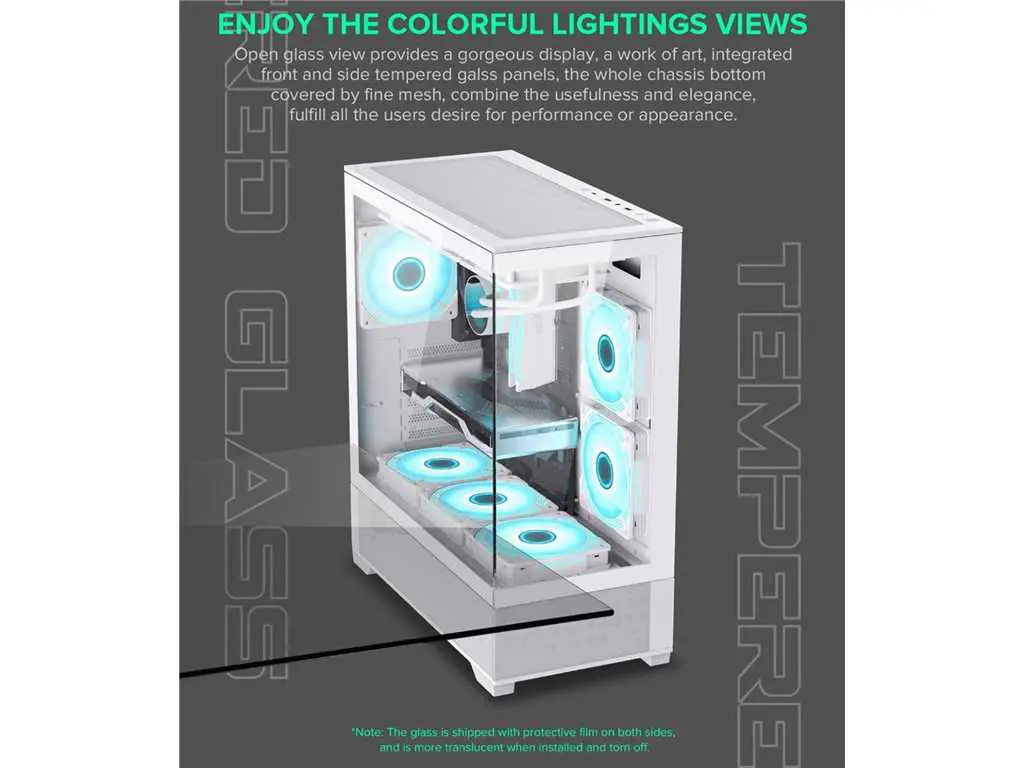 ENJOY THE COLORFUL LIGHTINGS VIEWS
Open glass view provides a gorgeous display, a work of art, integrated
front and side tempered galss panels, the whole chassis bottom
covered by fine mesh, combine the usefulness and elegance,
fulfill all the users desire for performance or appearance.
TEMPERE
RED GLASS
*Note: The glass is shipped with protective film on both sides,
and is more translucent when installed and torn off.